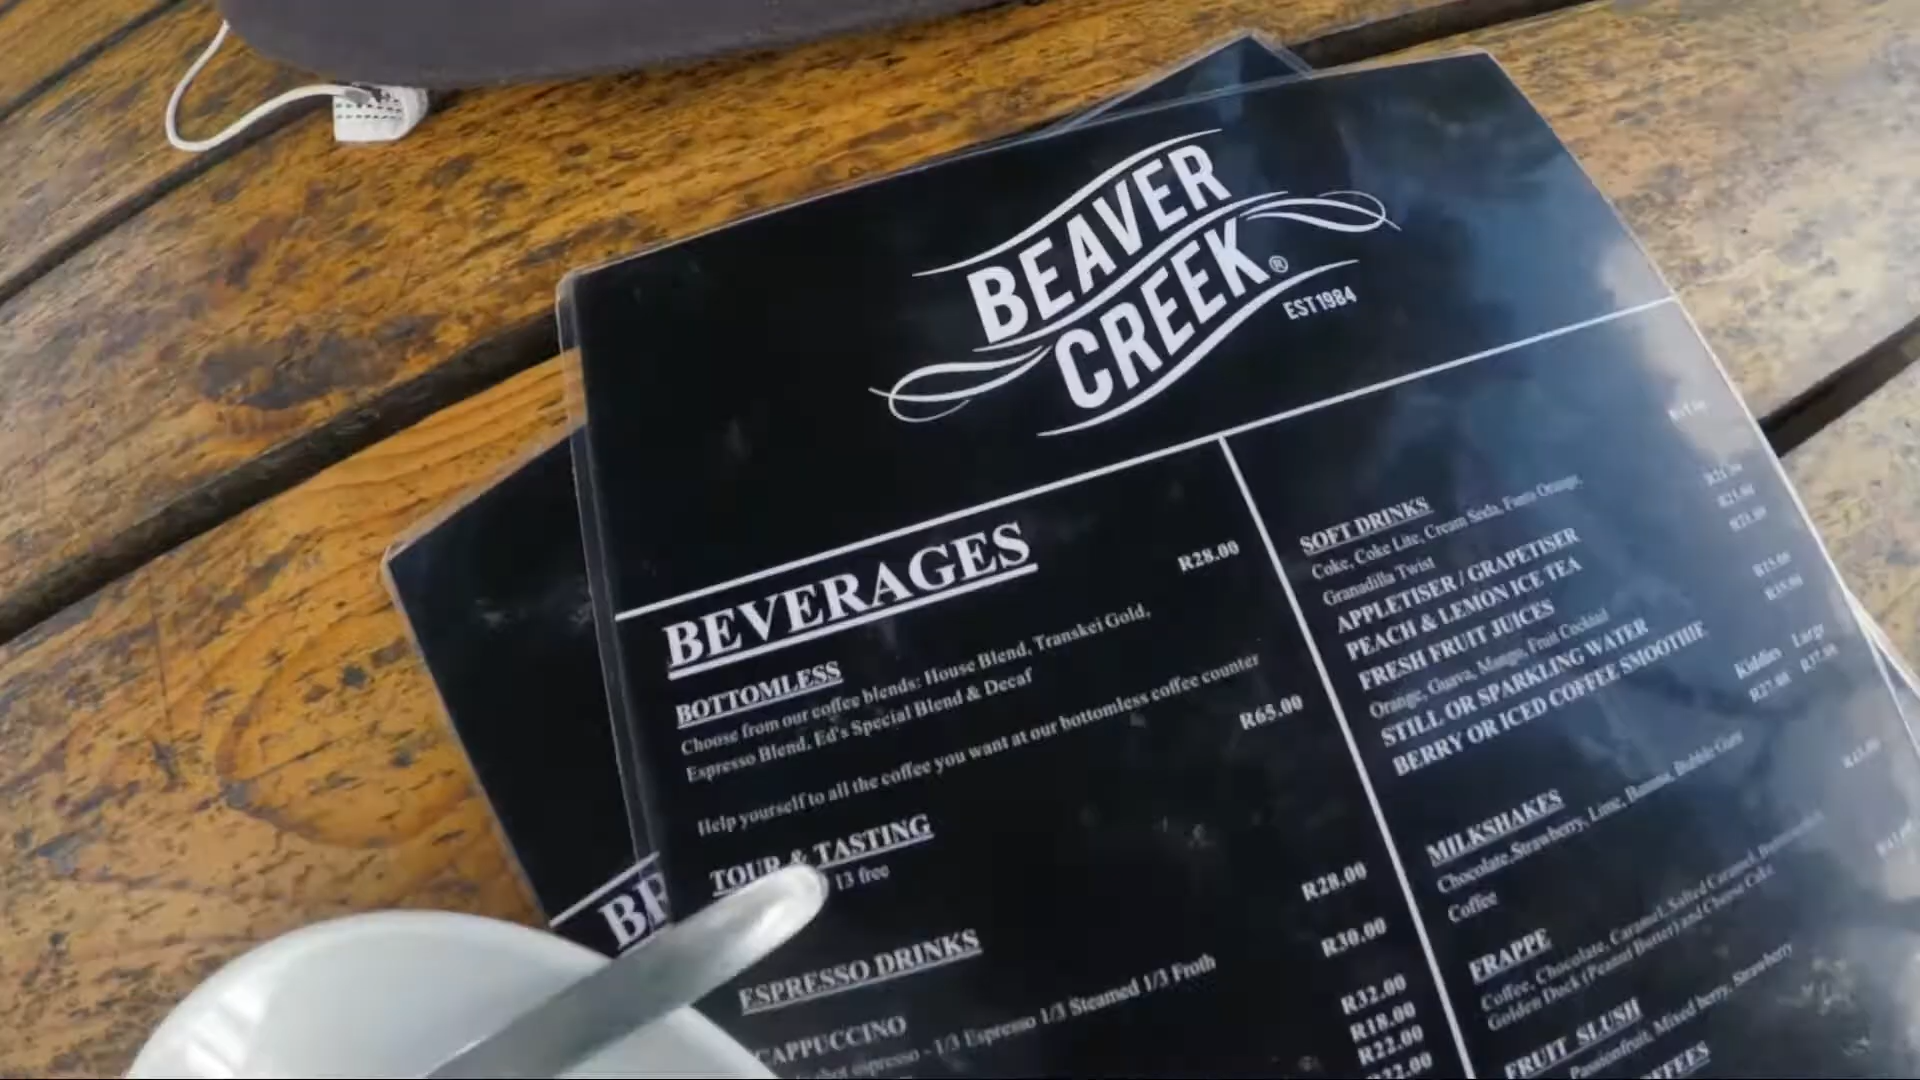 BEAVER
CREEK®
EST1984
BEVERAGES
BOTTOMLESS
R28.00
Choose from our coffee blends: House Blend, Transkei Gold,
Espresso Blend, Ed's Special Blend & Decaf
Help yourself to all the coffee you want at our bottomless coffee counter
TOUR & TASTING
R65.00
13 free
ESPRESSO DRINKS
CAPPUCCINO
R28.00
espresso - 1/3 Espresso 1/3 Steamed 1/3 Froth
R30.00
R32.00
R18.00
R22.00
SOFT DRINKS
Coke, Coke Lite, Cream Soda, Fanta Orange,
Granadilla Twist
APPLETISER / GRAPETISER
PEACH & LEMON ICE TEA
FRESH FRUIT JUICES
Orange, Guava, Mango, Fruit Cocktail
STILL OR SPARKLING WATER
BERRY OR ICED COFFEE SMOOTHIE
Kiddies Large
MILKSHAKES
Chocolate, Strawberry, Lime, Banana, Bubble Gum
Coffee
FRAPPE
Coffee, Chocolate, Caramel, Salted Caramel,
Golden Duck (Peanut Butter) and Cheese Cake
FRUIT SLUSH
Passionfruit, Mixed berry, Strawberry